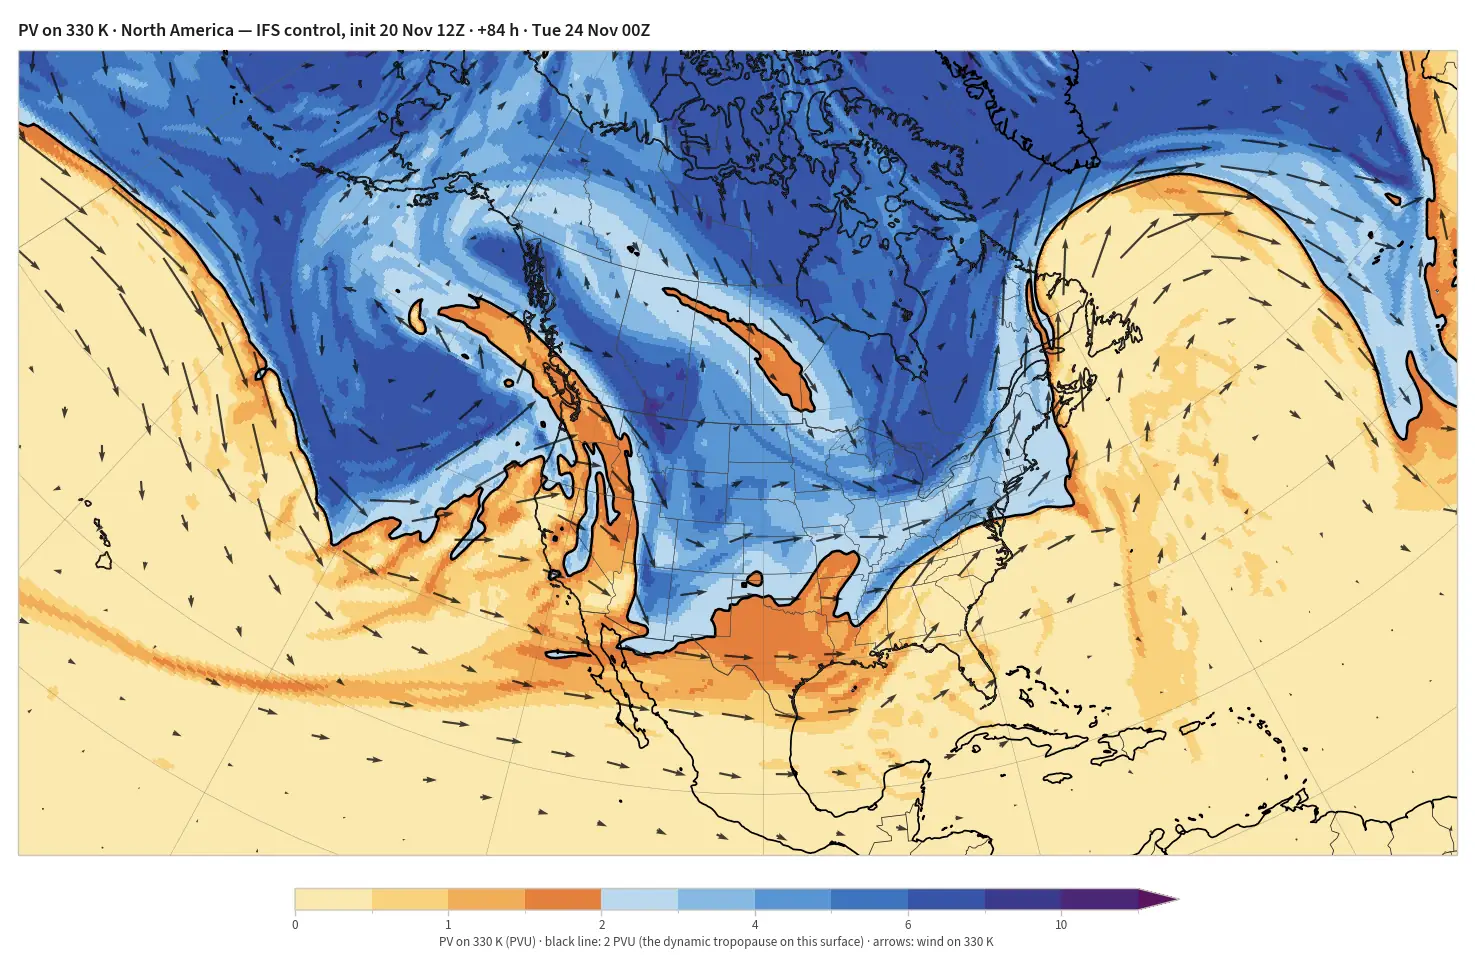 PV on 330 K · North America — IFS control, init 20 Nov 12Z · +84 h · Tue 24 Nov 00Z
0 1 2 4 6 10
PV on 330 K (PVU) · black line: 2 PVU (the dynamic tropopause on this surface) · arrows: wind on 330 K